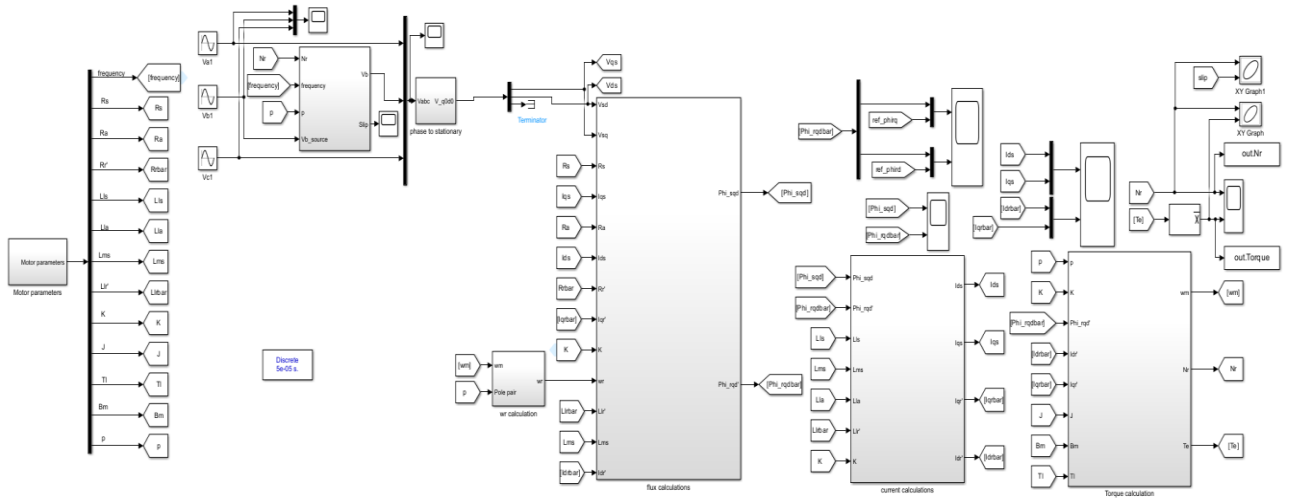 Motor parameters
Motor parameters
frequency
[frequency]
Rs
Rs
Ra
Ra
Rr'
Rrbar
Lls
Lls
Lla
Lla
Lms
Lms
Llr'
Llrbar
K
K
J
J
Tl
Tl
Bm
Bm
p
p
Va1
Vb1
Vc1
Nr
[frequency]
p
Nr
frequency
p
Vb_source
Vb
Slip
Vabc
V_q0d0
phase to stationary
Terminator
Vqs
Vds
Discrete
5e-05 s.
[wm]
p
wm
Pole pair
wr
wr calculation
Rs
Iqs
Ra
Ids
Rrbar
[Iqrbar]
K
Llrbar
Lms
[Idrbar]
Vsd
Vsq
Rs
Iqs
Ra
Ids
Rr'
Iqr'
K
wr
Llr'
Lms
Idr'
Phi_sqd
Phi_rqd'
flux calculations
[Phi_sqd]
[Phi_rqdbar]
[Phi_rqdbar]
ref_phirq
ref_phird
[Phi_sqd]
[Phi_rqdbar]
[Phi_sqd]
[Phi_rqdbar]
Lls
Lms
Lla
Llrbar
K
Phi_sqd
Phi_rqd'
Lls
Lms
Lla
Llr'
K
Ids
Iqs
Iqr'
Idr'
current calculations
Ids
Iqs
[Iqrbar]
[Idrbar]
Ids
Iqs
[Idrbar]
[Iqrbar]
slip
XY Graph1
XY Graph
Nr
[Te]
out.Nr
out.Torque
p
K
[Phi_rqdbar]
[Idrbar]
[Iqrbar]
J
Bm
Tl
p
K
Phi_rqd'
Idr'
Iqr'
J
Bm
Tl
wm
Nr
Te
Torque calculation
[wm]
Nr
[Te]